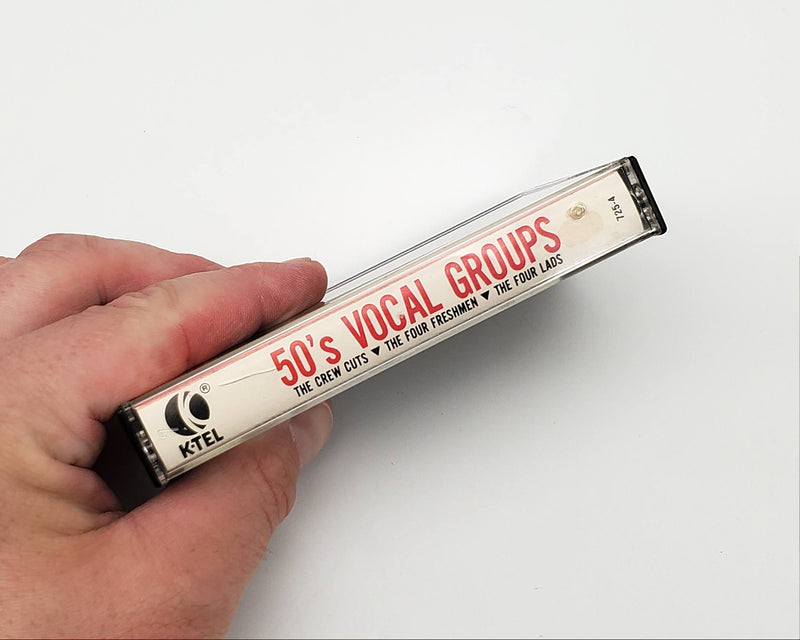 K-TEL ®
50's VOCAL GROUPS
THE CREW CUTS ▼ THE FOUR FRESHMEN ▼ THE FOUR LADS
725-4